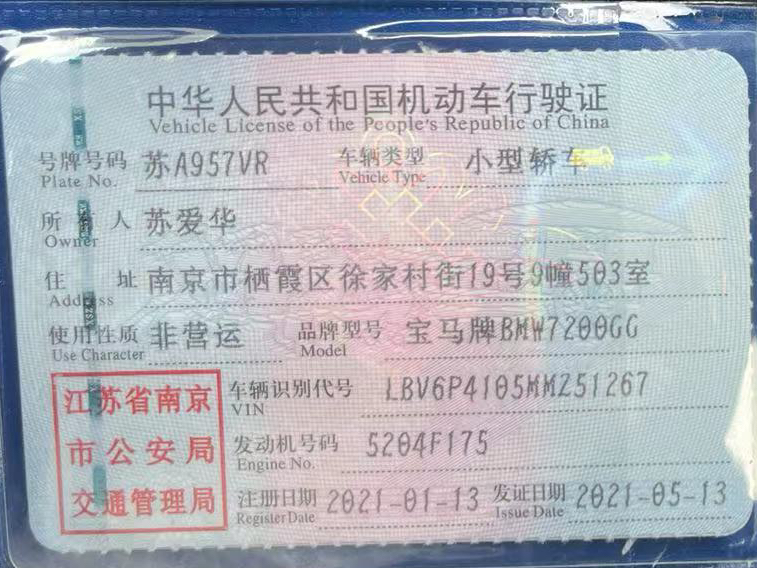 中华人民共和国机动车行驶证
Vehicle License of the People's Republic of China
号牌号码 苏A957VR 车辆类型 小型轿车
Plate No. Vehicle Type
所有人 苏爱华
Owner
住址 南京市栖霞区徐家村街19号9幢503室
Address
使用性质 非营运 品牌型号 宝马牌BMW7200GG
Use Character Model
江苏省南京
市公安局
交通管理局
车辆识别代号 LBV6P4105MMZ51267
VIN
发动机号码 5204F175
Engine No.
注册日期 2021-01-13 发证日期 2021-05-13
Register Date Issue Date